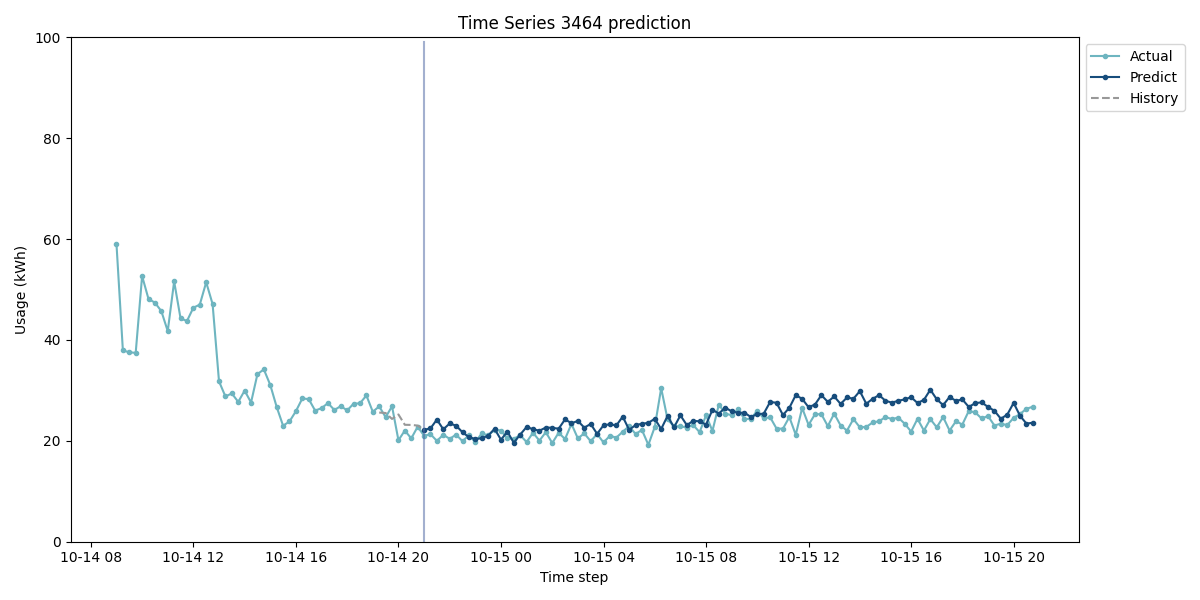 Time Series 3464 prediction
100
80
60
40
20
0
Usage (kWh)
10-14 08
10-14 12
10-14 16
10-14 20
10-15 00
10-15 04
10-15 08
10-15 12
10-15 16
10-15 20
Time step
Actual
Predict
History